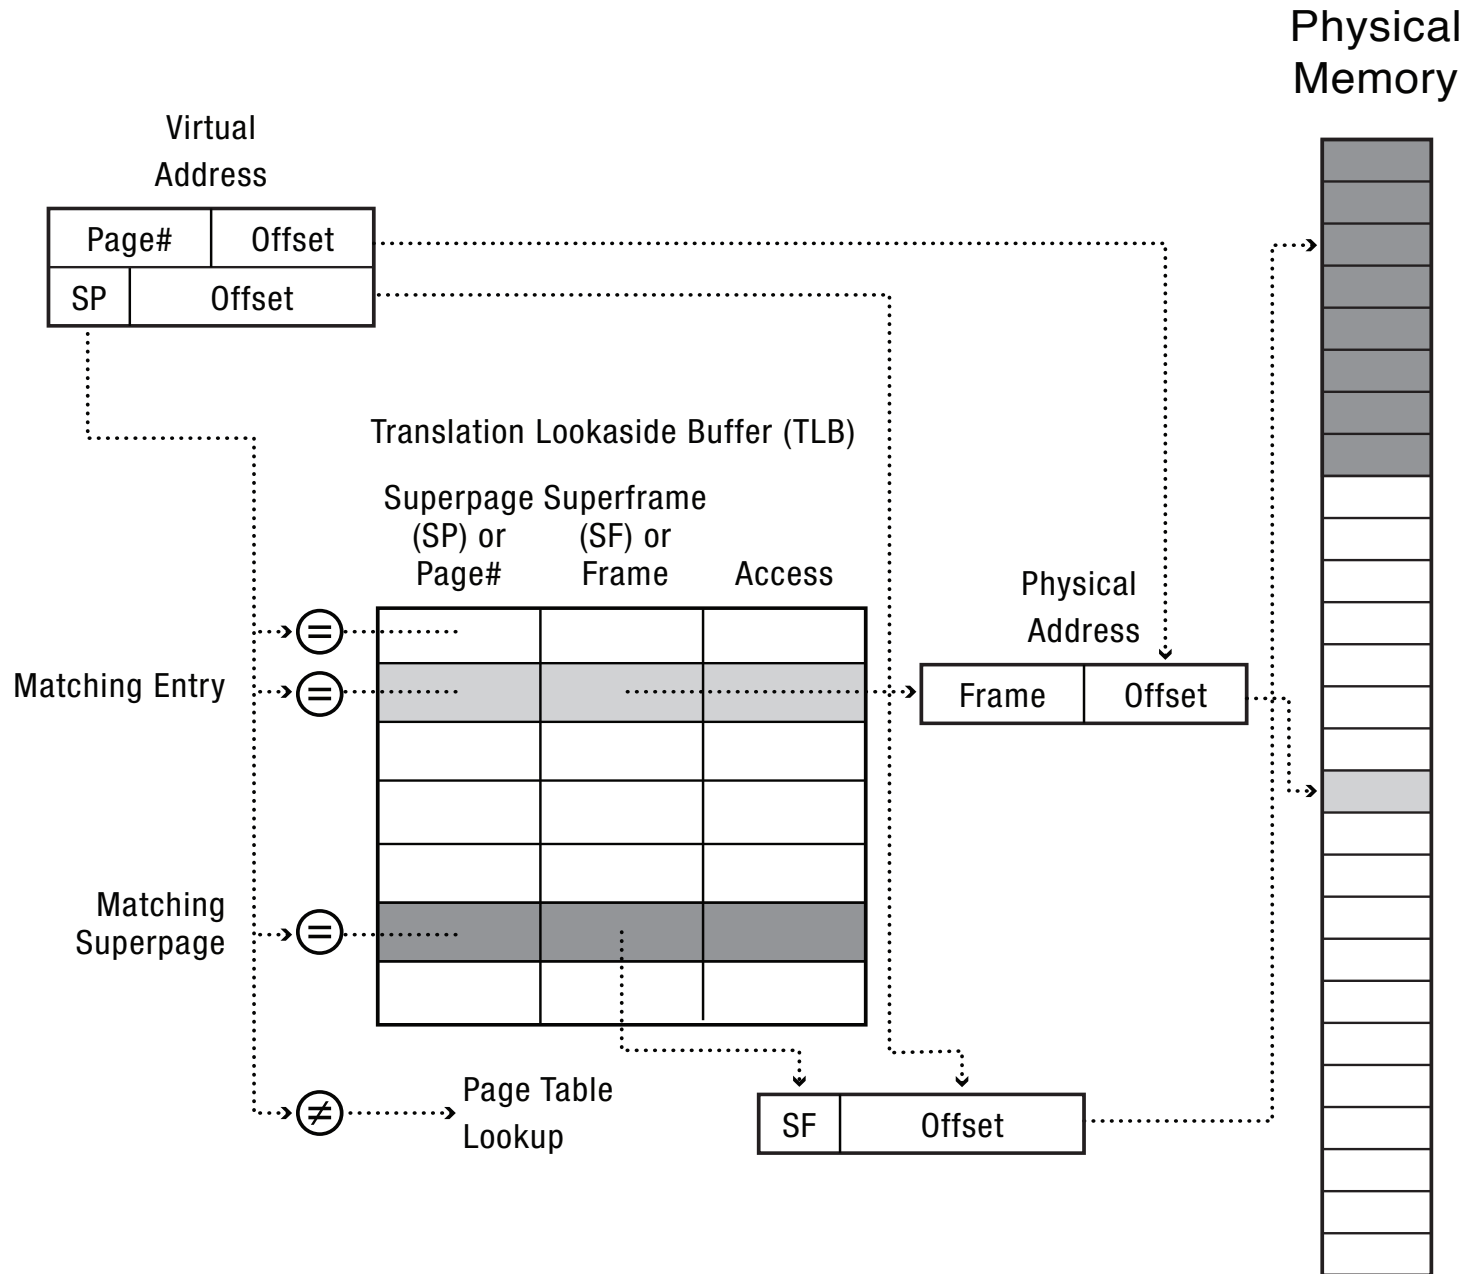 Physical
Memory
Virtual
Address
Page# Offset
SP Offset
Translation Lookaside Buffer (TLB)
Superpage Superframe
(SP) or (SF) or
Page# Frame Access
Physical
Address
=
Matching Entry = Frame Offset
Matching
Superpage =
≠ Page Table
Lookup
SF Offset